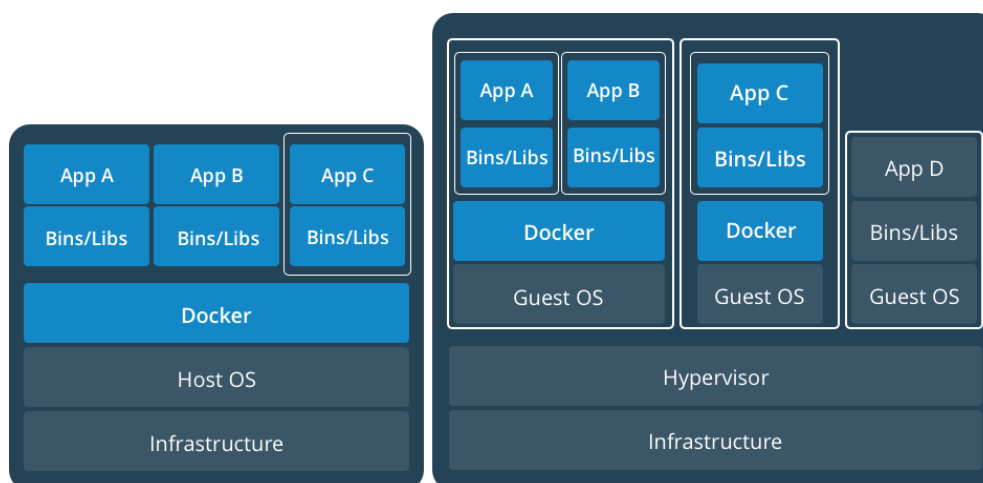 App A
App B
App C
Bins/Libs
Bins/Libs
Bins/Libs
Docker
Host OS
Infrastructure
App A
App B
App C
Bins/Libs
Bins/Libs
Bins/Libs
App D
Docker
Docker
Bins/Libs
Guest OS
Guest OS
Guest OS
Hypervisor
Infrastructure